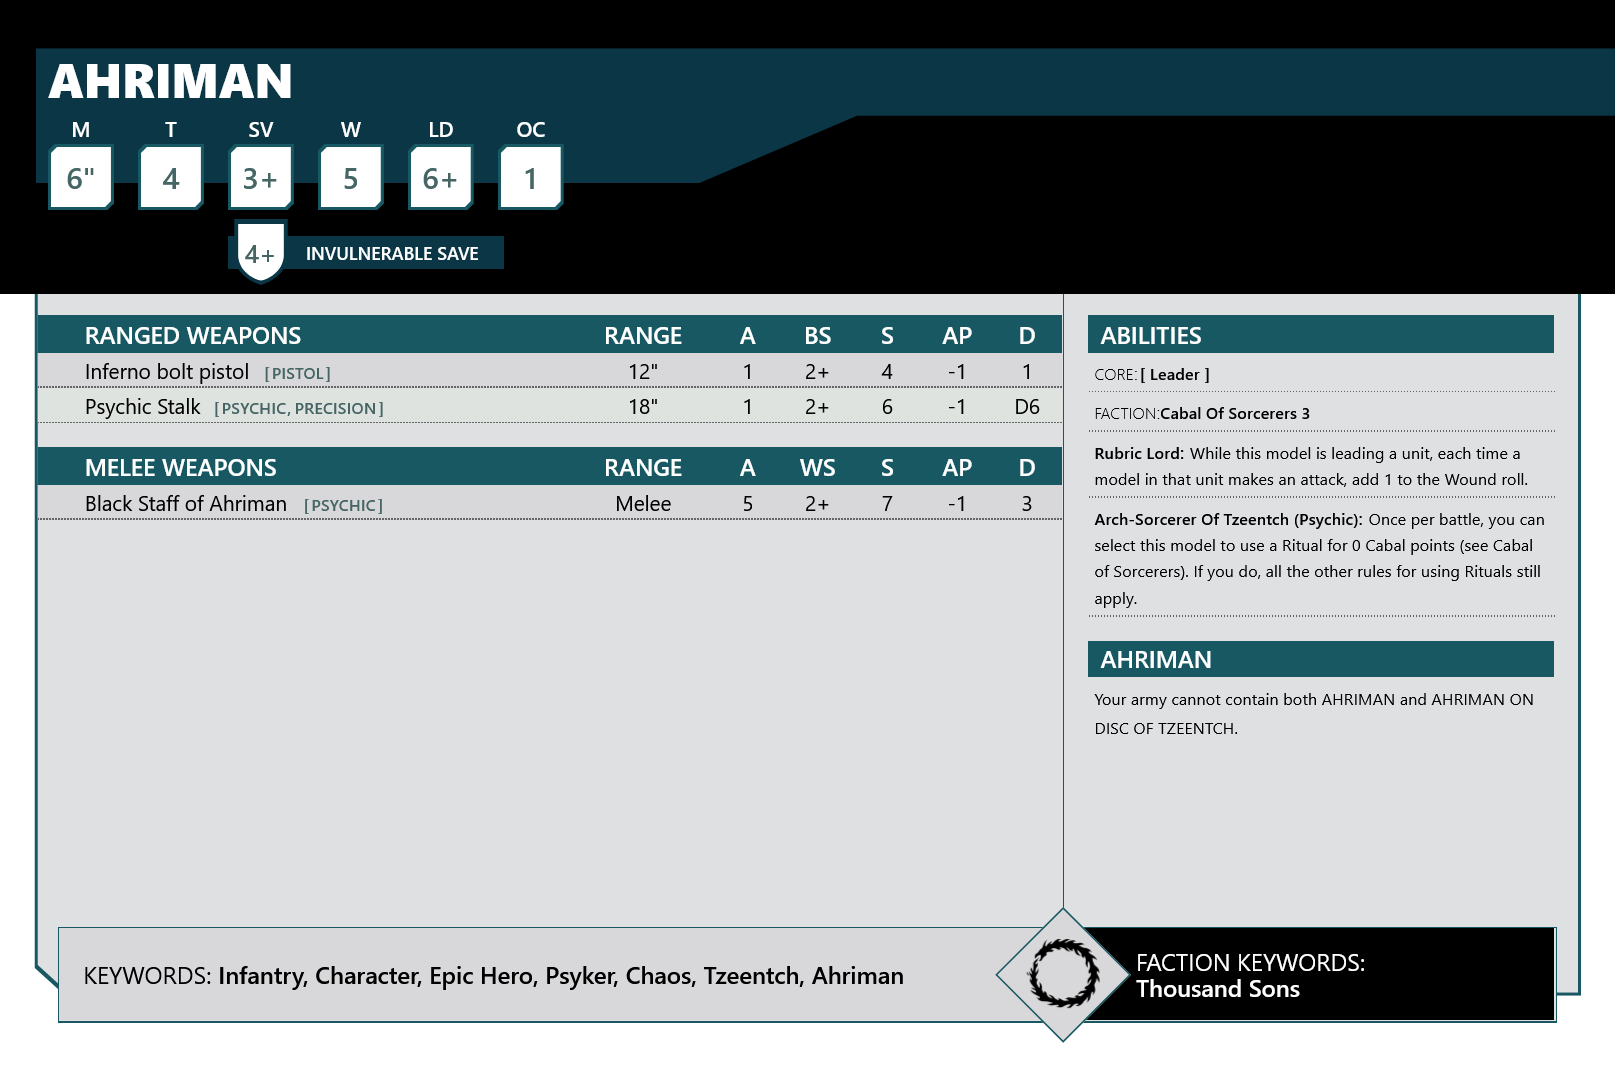 AHRIMAN
M T SV W LD OC
6" 4 3+ 5 6+ 1
4+ INVULNERABLE SAVE
RANGED WEAPONS RANGE A BS S AP D
Inferno bolt pistol [PISTOL] 12" 1 2+ 4 -1 1
Psychic Stalk [PSYCHIC, PRECISION] 18" 1 2+ 6 -1 D6
MELEE WEAPONS RANGE A WS S AP D
Black Staff of Ahriman [PSYCHIC] Melee 5 2+ 7 -1 3
ABILITIES
CORE: [ Leader ]
FACTION:Cabal Of Sorcerers 3
Rubric Lord: While this model is leading a unit, each time a
model in that unit makes an attack, add 1 to the Wound roll.
Arch-Sorcerer Of Tzeentch (Psychic): Once per battle, you can
select this model to use a Ritual for 0 Cabal points (see Cabal
of Sorcerers). If you do, all the other rules for using Rituals still
apply.
AHRIMAN
Your army cannot contain both AHRIMAN and AHRIMAN ON
DISC OF TZEENTCH.
KEYWORDS: Infantry, Character, Epic Hero, Psyker, Chaos, Tzeentch, Ahriman
FACTION KEYWORDS:
Thousand Sons